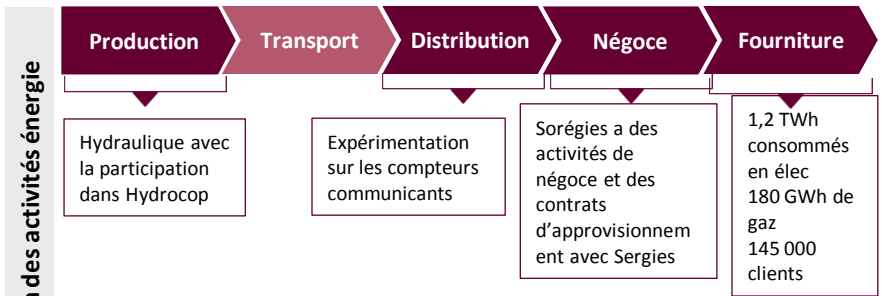 Production
Transport
Distribution
Négoce
Fourniture
des activités énergie
Hydraulique avec
la participation
dans Hydrocop
Expérimentation
sur les compteurs
communicants
Sorégies a des
activités de
négoce et des
contrats
d’approvisionnem
ent avec Sergies
1,2 TWh
consommés
en élec
180 GWh de
gaz
145 000
clients